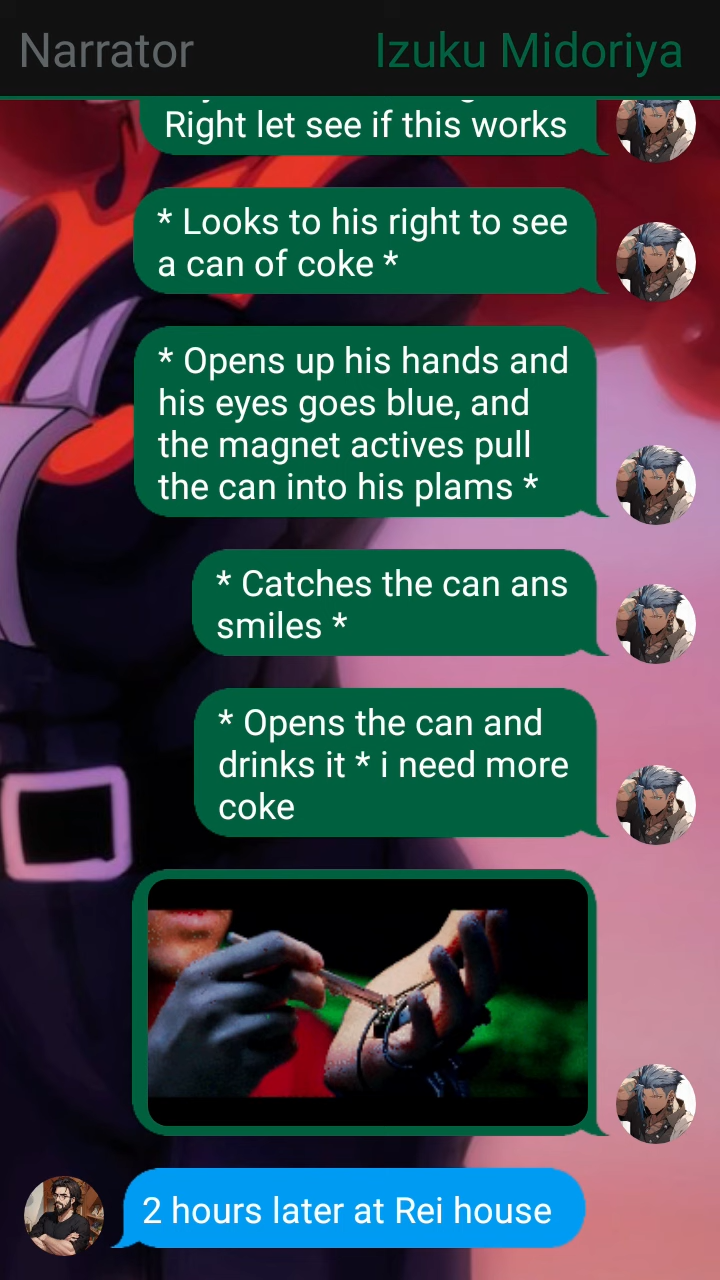 Narrator
Izuku Midoriya
Right let see if this works
* Looks to his right to see
a can of coke *
* Opens up his hands and
his eyes goes blue, and
the magnet actives pull
the can into his plams *
* Catches the can ans
smiles *
* Opens the can and
drinks it * i need more
coke
2 hours later at Rei house